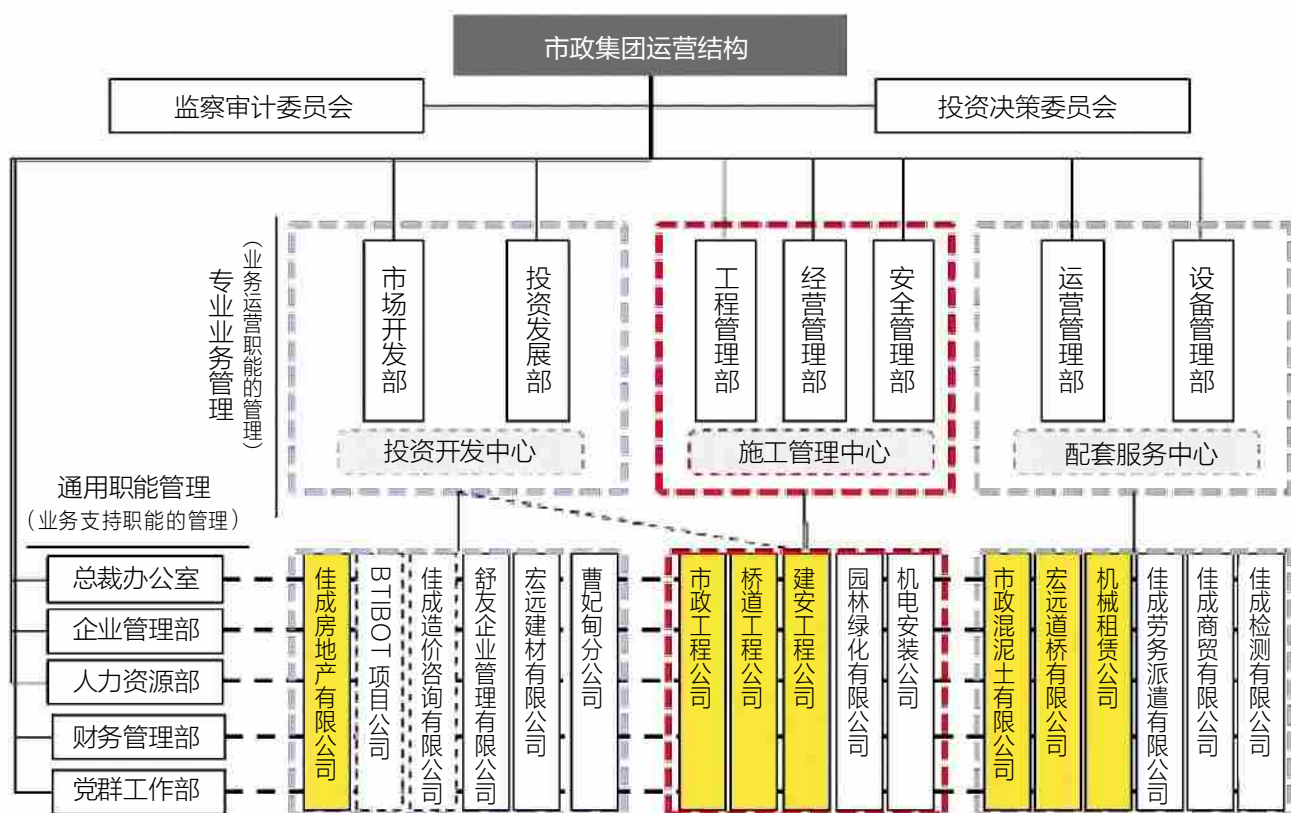 市政集团运营结构
监察审计委员会
投资决策委员会
专业业务管理
（业务运营职能的管理）
市场开发部
投资发展部
投资开发中心
工程管理部
经营管理部
安全管理部
施工管理中心
运营管理部
设备管理部
配套服务中心
通用职能管理
（业务支持职能的管理）
总裁办公室
企业管理部
人力资源部
财务管理部
党群工作部
佳成房地产有限公司
BTIBOT 项目公司
佳成造价咨询有限公司
舒友企业管理有限公司
宏远建材有限公司
曹妃甸分公司
市政工程公司
桥道工程公司
建安工程公司
园林绿化有限公司
机电安装公司
市政混泥土有限公司
宏远道桥有限公司
机械租赁公司
佳成劳务派遣有限公司
佳成商贸有限公司
佳成检测有限公司